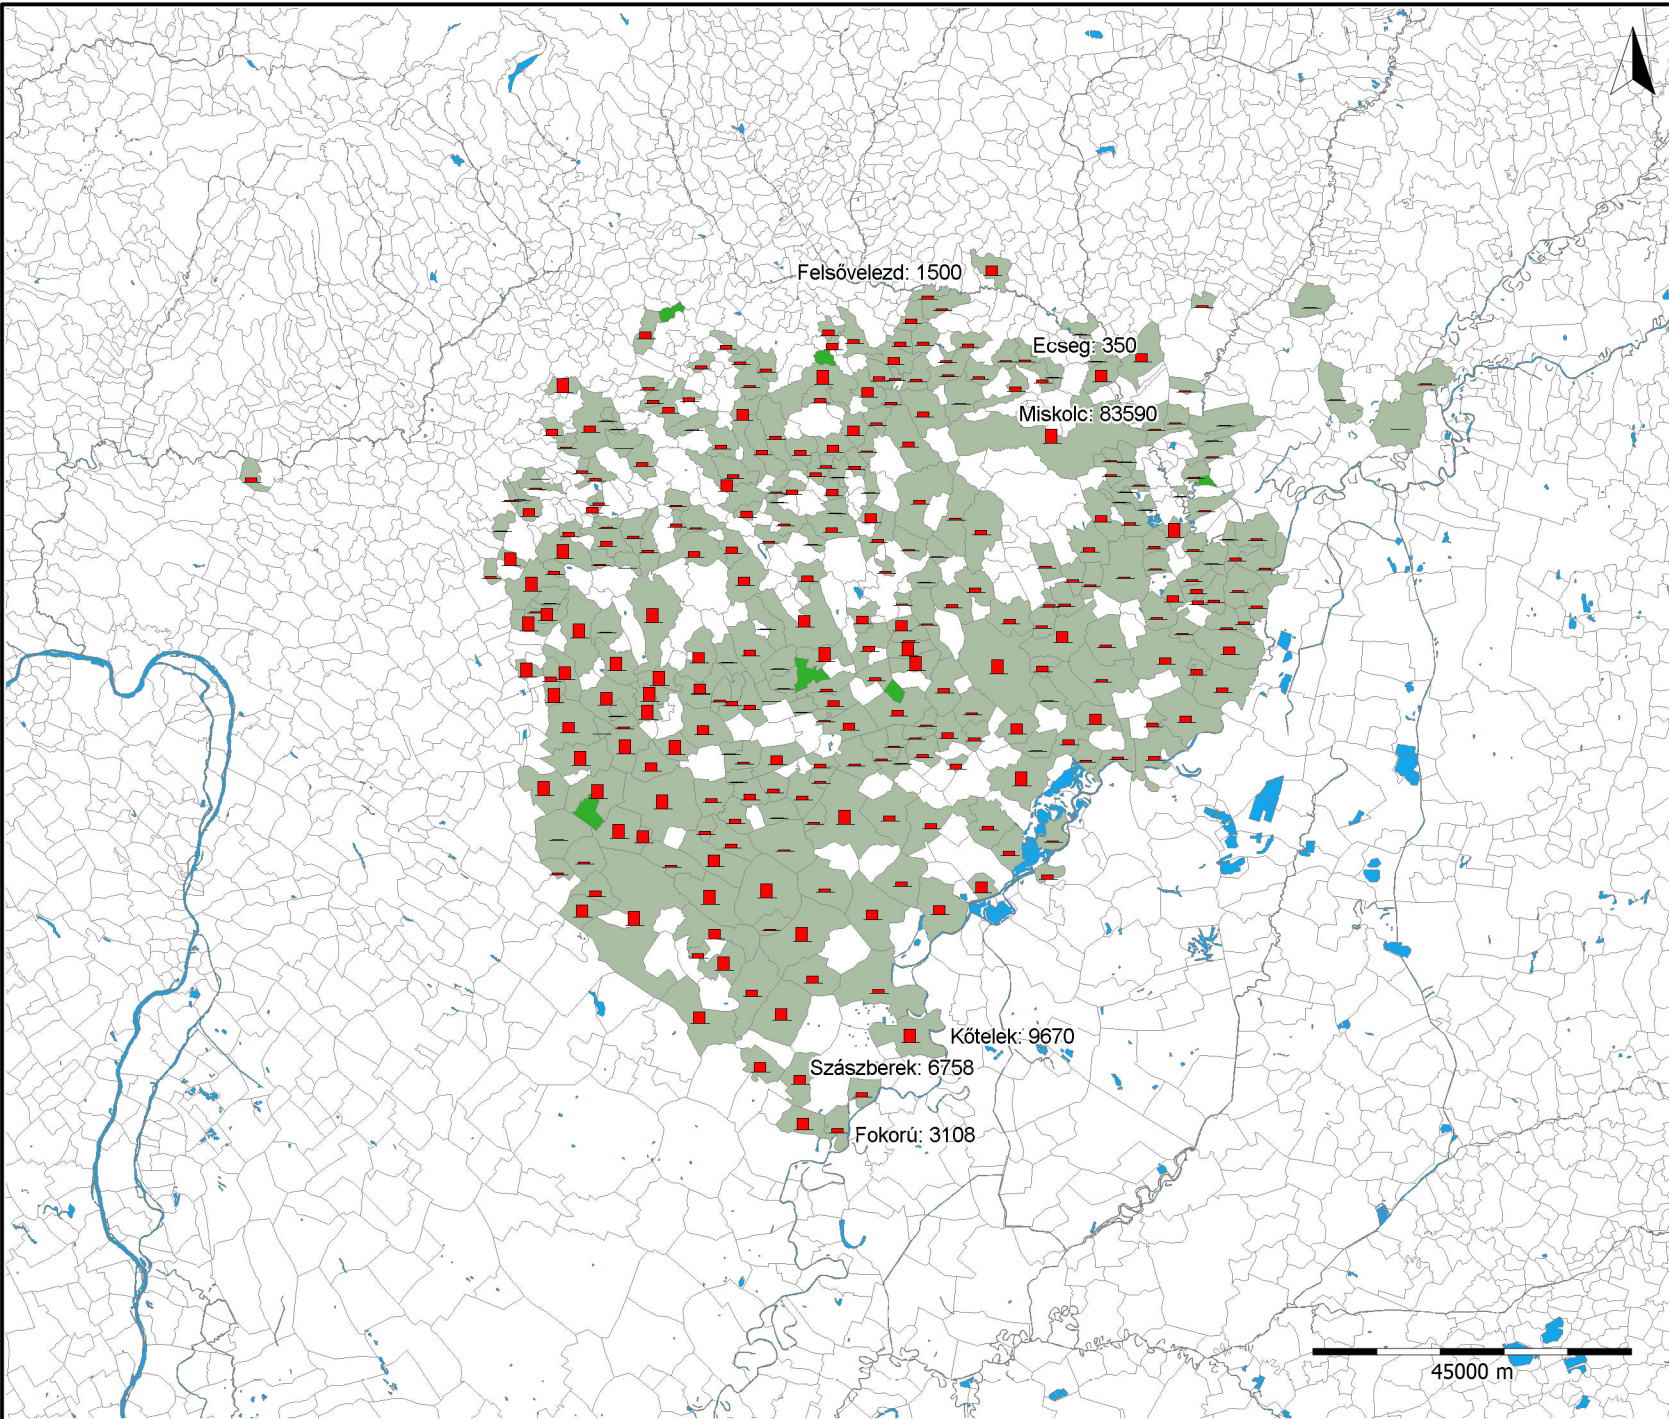 Felsővelezd: 1500
Ecseg: 350
Miskolc: 83590
Kőtelek: 9670
Szászberek: 6758
Fokorú: 3108
45000 m